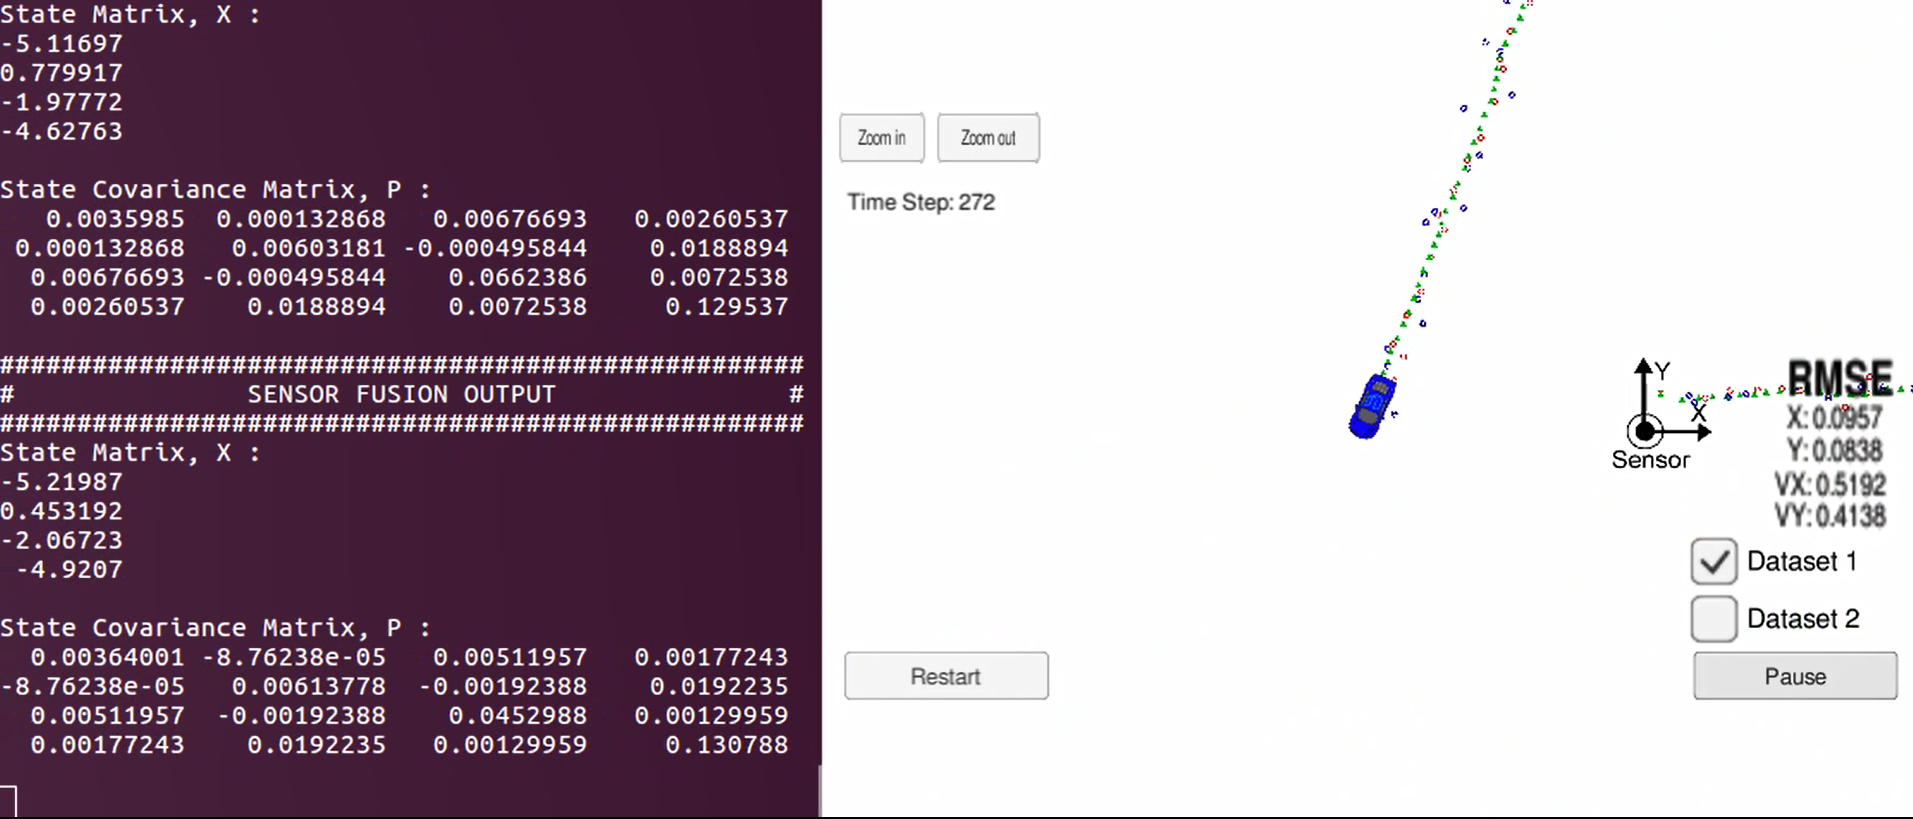 State Matrix, X :
-5.11697
0.779917
-1.97772
-4.62763
State Covariance Matrix, P :
0.0035985 0.000132868 0.00676693 0.00260537
0.000132868 0.00603181 -0.000495844 0.0188894
0.00676693 -0.000495844 0.0662386 0.0072538
0.00260537 0.0188894 0.0072538 0.129537
####################################################
# SENSOR FUSION OUTPUT #
####################################################
State Matrix, X :
-5.21987
0.453192
-2.06723
-4.9207
State Covariance Matrix, P :
0.00364001 -8.76238e-05 0.00511957 0.00177243
-8.76238e-05 0.00613778 -0.00192388 0.0192235
0.00511957 -0.00192388 0.0452988 0.00129959
0.00177243 0.0192235 0.00129959 0.130788
Zoom in
Zoom out
Time Step: 272
Y
X
Sensor
RMSE
X: 0.0957
Y: 0.0838
VX: 0.5192
VY: 0.4138
Dataset 1
Dataset 2
Restart
Pause